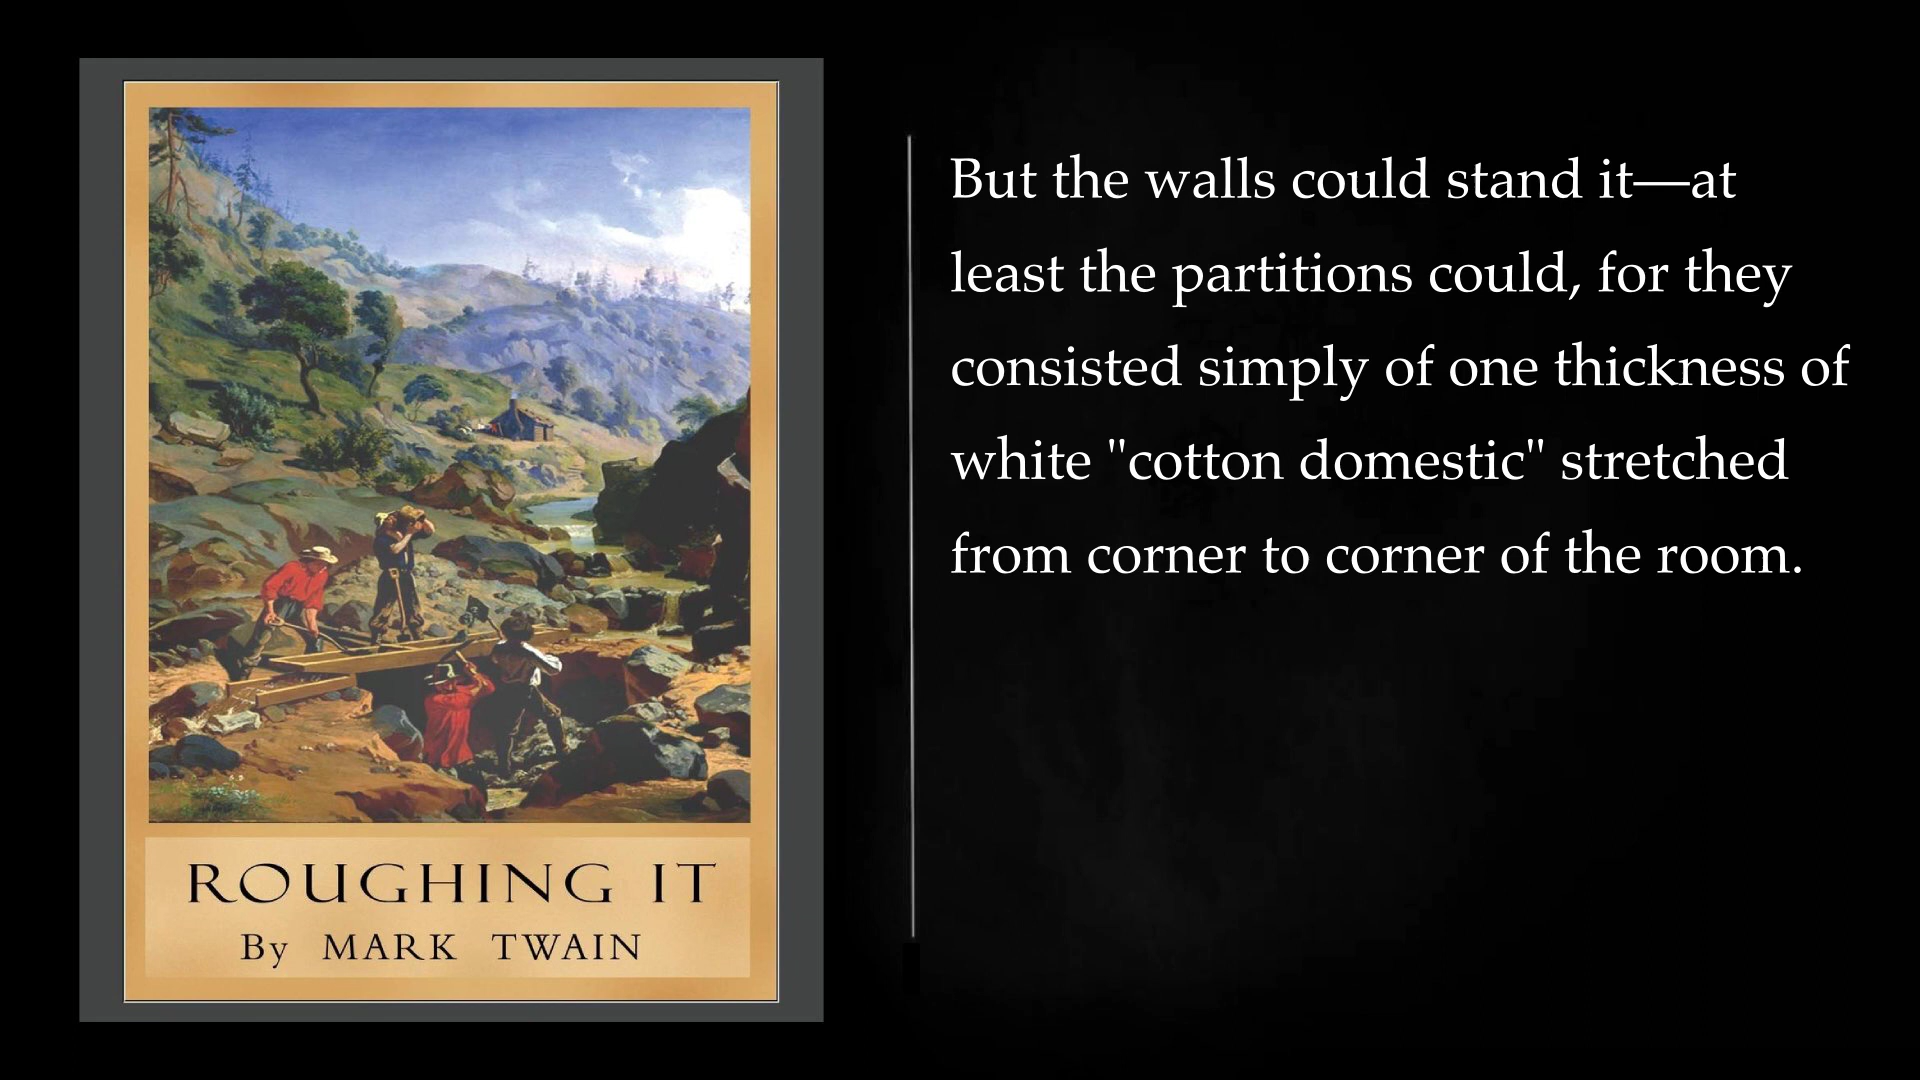 ROUGHING IT
By MARK TWAIN
But the walls could stand it—at
least the partitions could, for they
consisted simply of one thickness of
white "cotton domestic" stretched
from corner to corner of the room.